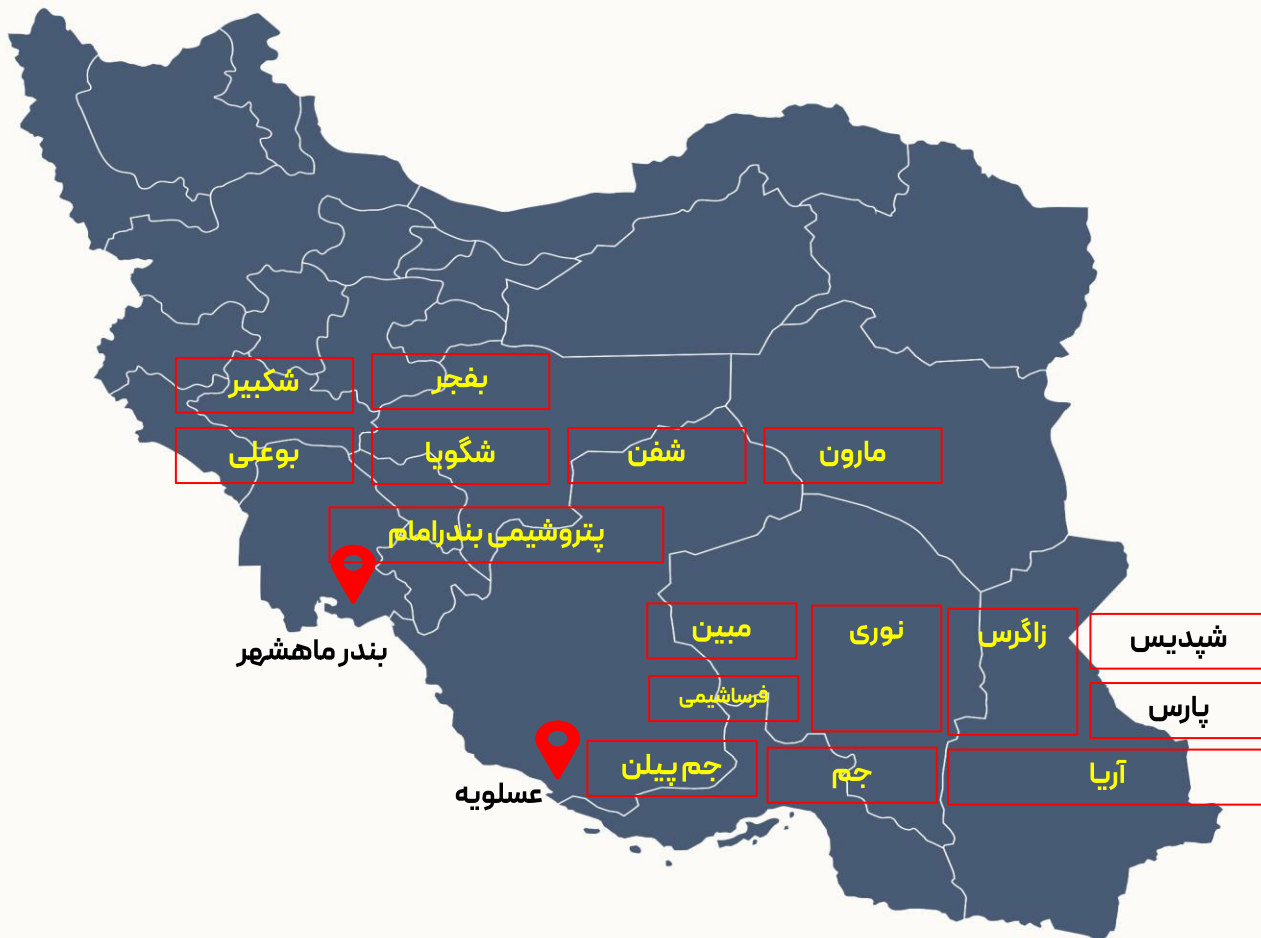 بفجر
شکبیر
مارون
شفن
شگویا
بوعلی
پتروشیمی بندرامام
بندر ماهشهر
شپدیس
زاگرس
نوری
مبین
پارس
فرساشیمی
آریا
جم
جم پیلن
عسلویه